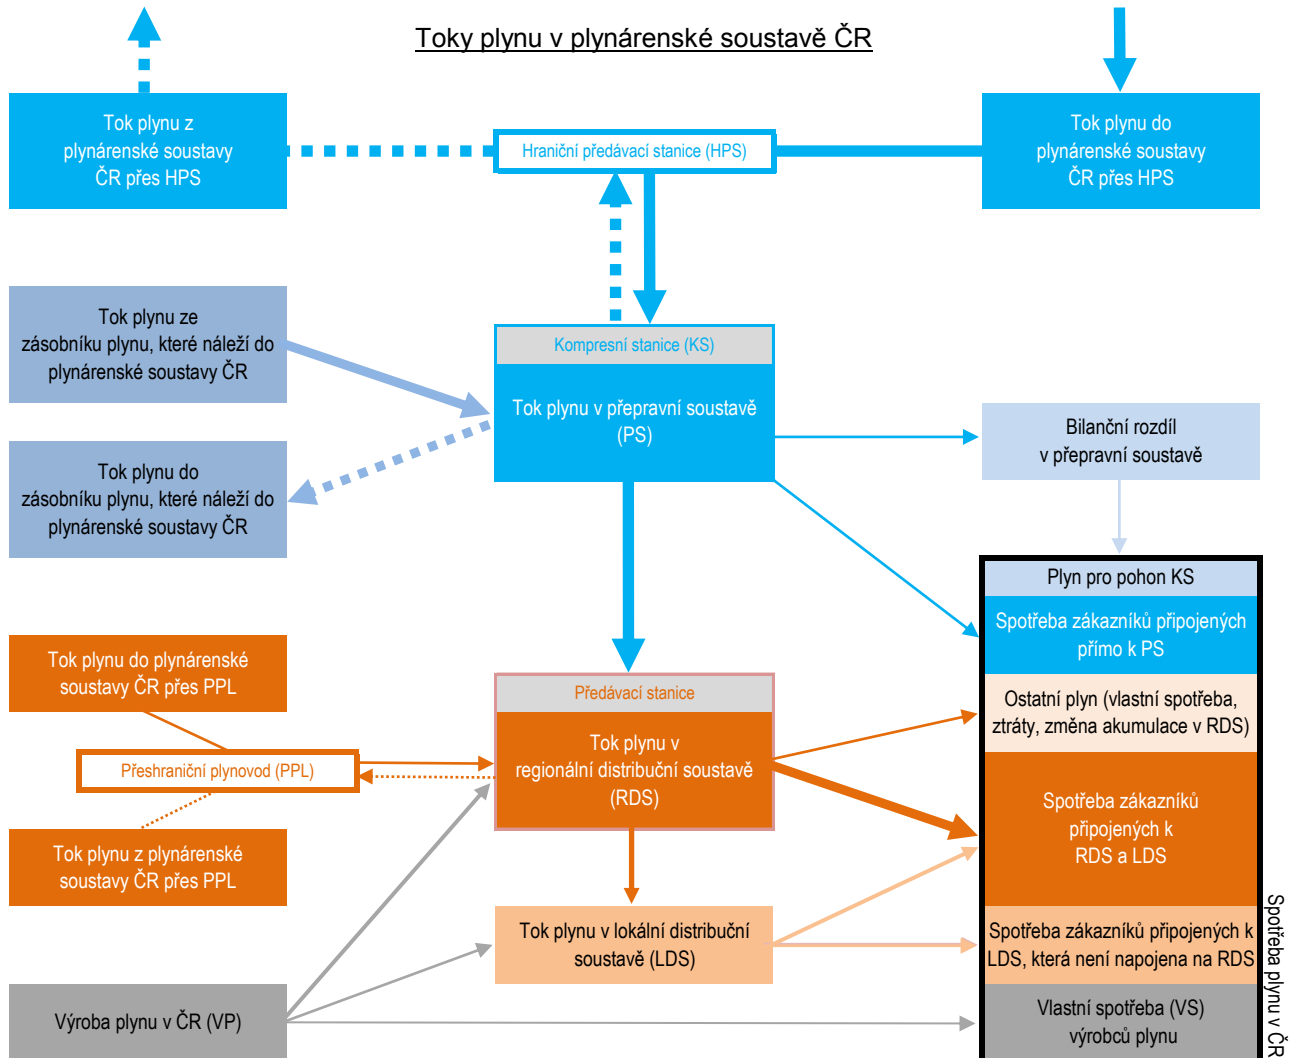 Toky plynu v plynárenské soustavě ČR
Tok plynu z
plynárenské soustavy
ČR přes HPS
Hraniční předávací stanice (HPS)
Tok plynu do
plynárenské soustavy
ČR přes HPS
Tok plynu ze
zásobníku plynu, které náleží do
plynárenské soustavy ČR
Kompresní stanice (KS)
Tok plynu v přepravní soustavě
(PS)
Bilanční rozdíl
v přepravní soustavě
Tok plynu do
zásobníku plynu, které náleží do
plynárenské soustavy ČR
Plyn pro pohon KS
Spotřeba zákazníků připojených
přímo k PS
Tok plynu do plynárenské
soustavy ČR přes PPL
Předávací stanice
Ostatní plyn (vlastní spotřeba,
ztráty, změna akumulace v RDS)
Přeshraniční plynovod (PPL)
Tok plynu v
regionální distribuční soustavě
(RDS)
Spotřeba zákazníků
připojených k
RDS a LDS
Tok plynu z plynárenské
soustavy ČR přes PPL
Tok plynu v lokální distribuční
soustavě (LDS)
Spotřeba zákazníků připojených k
LDS, která není napojena na RDS
Výroba plynu v ČR (VP)
Vlastní spotřeba (VS)
výrobců plynu
Spotřeba plynu v ČR